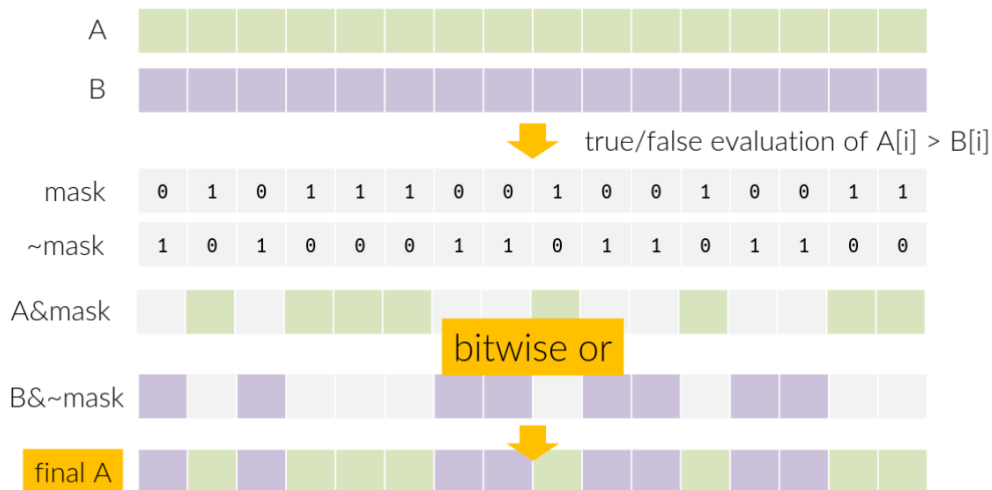 A
B
true/false evaluation of A[i] > B[i]
mask 0 1 0 1 1 1 0 0 1 0 0 1 0 0 1 1
~mask 1 0 1 0 0 0 1 1 0 1 1 0 1 1 0 0
A&mask
bitwise or
B&~mask
final A